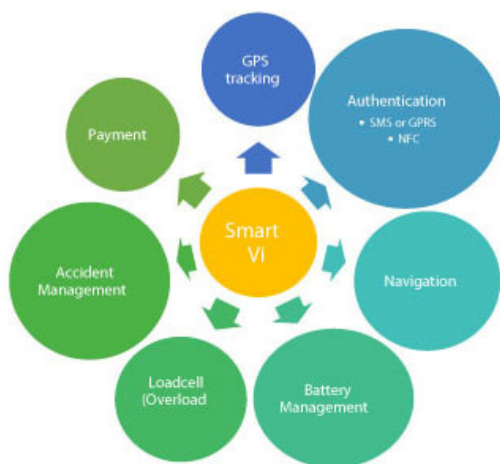 GPS
tracking
Authentication
• SMS or GPRS
• NFC
Navigation
Battery
Management
Loadcell
(Overload
Accident
Management
Payment
Smart
Vi